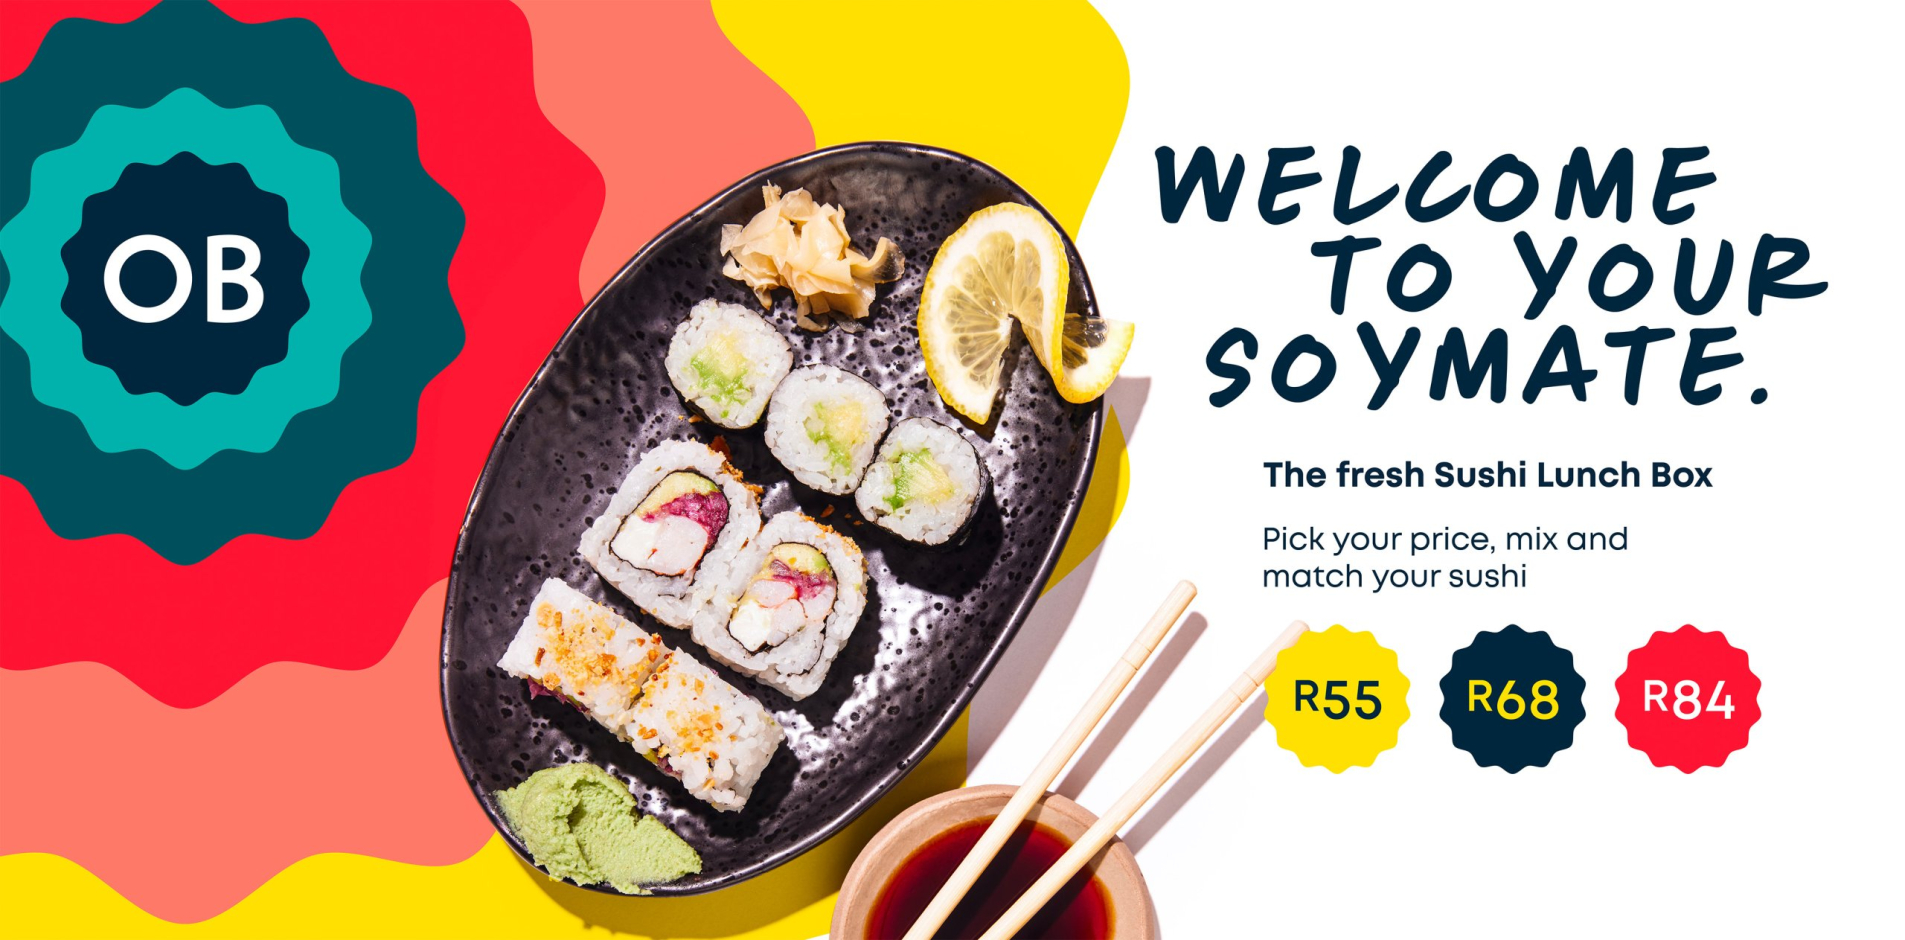 OB
WELCOME
TO YOUR
SOYMATE.
The fresh Sushi Lunch Box
Pick your price, mix and
match your sushi
R55
R68
R84